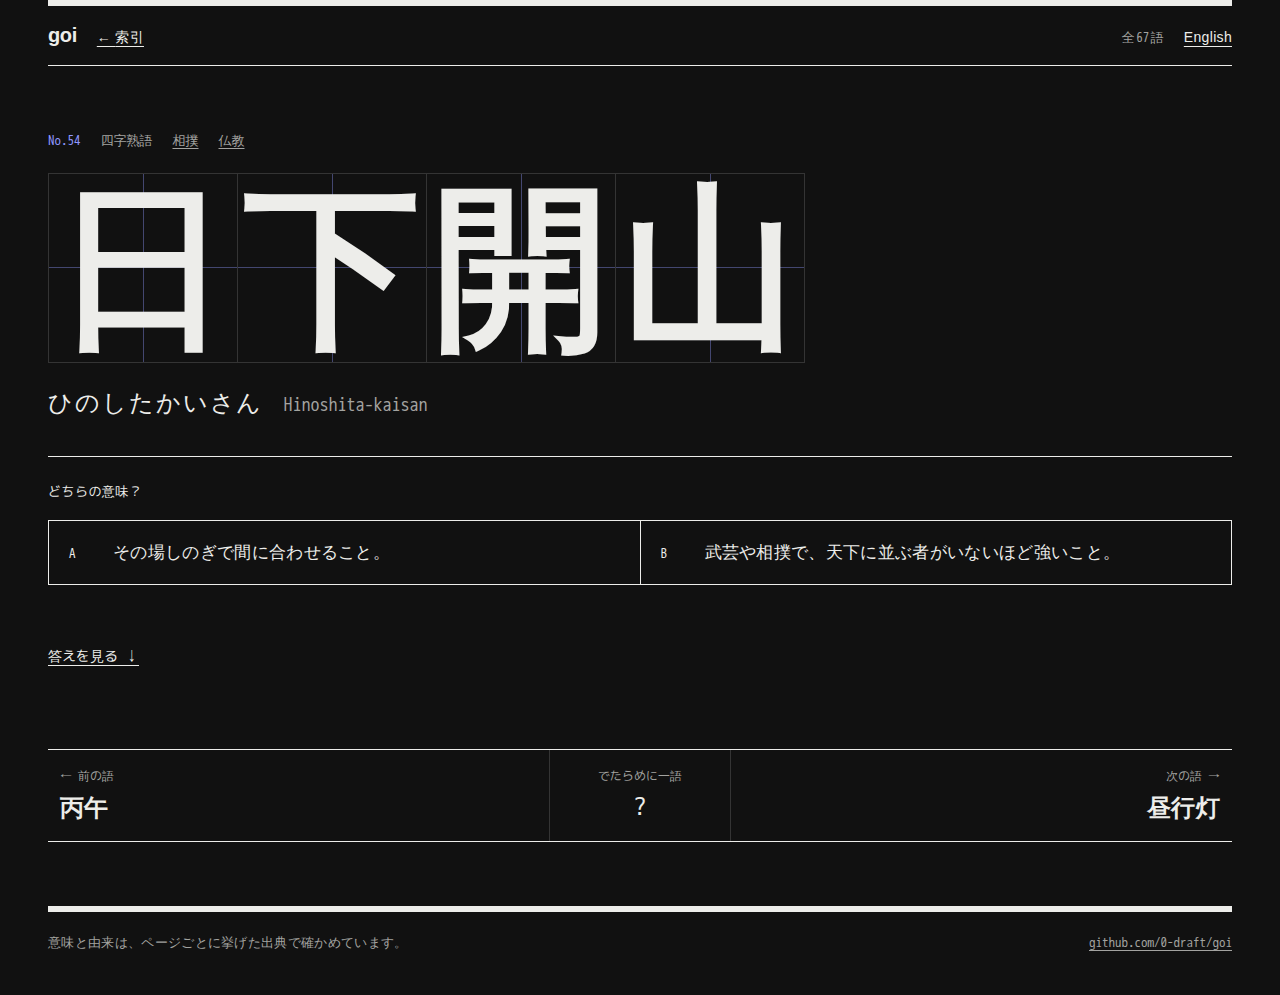 goi ← 索引 全67語 English
No.54 四字熟語 相撲 仏教
日下開山
ひのしたかいさん Hinoshita-kaisan
どちらの意味？
A その場しのぎで間に合わせること。 B 武芸や相撲で、天下に並ぶ者がいないほど強いこと。
答えを見る ↓
← 前の語 でたらめに一語 次の語 →
丙午 ? 昼行灯
意味と由来は、ページごとに挙げた出典で確かめています。 github.com/0-draft/goi